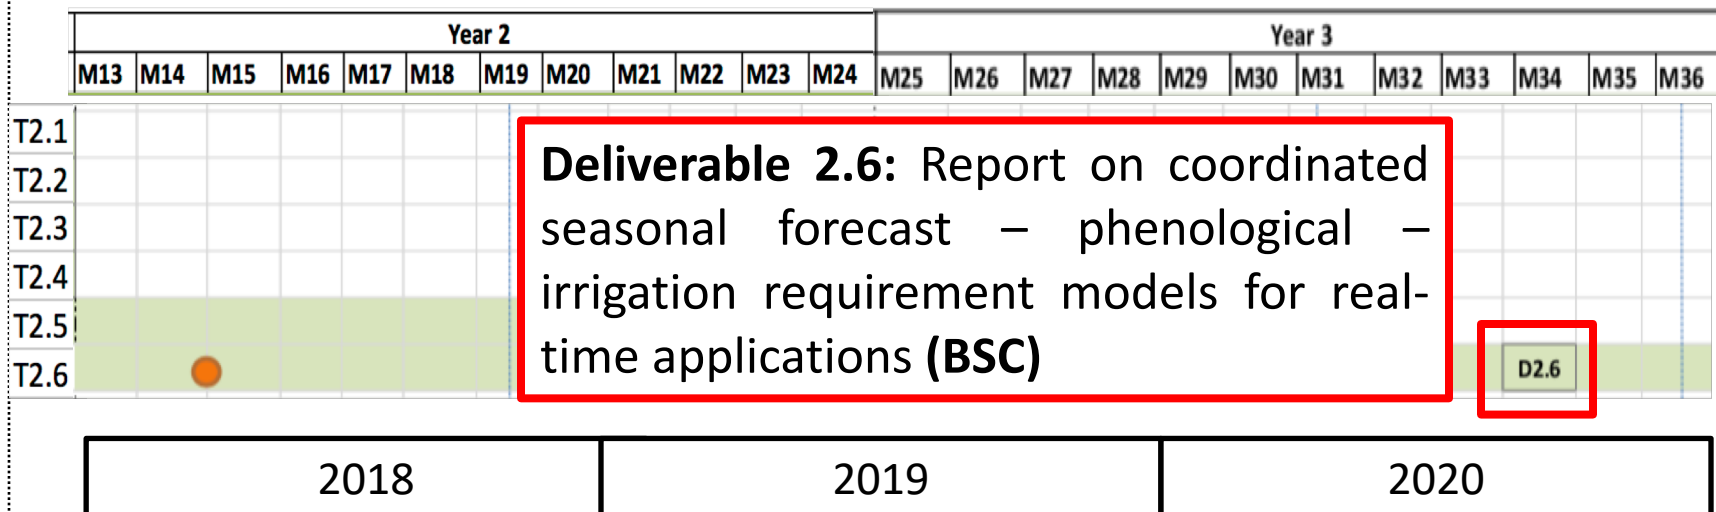 Year 2 Year 3
M13 M14 M15 M16 M17 M18 M19 M20 M21 M22 M23 M24 M25 M26 M27 M28 M29 M30 M31 M32 M33 M34 M35 M36
T2.1
T2.2
T2.3
T2.4
T2.5
T2.6
Deliverable 2.6: Report on coordinated
seasonal forecast – phenological –
irrigation requirement models for real-
time applications (BSC)
D2.6
2018 2019 2020